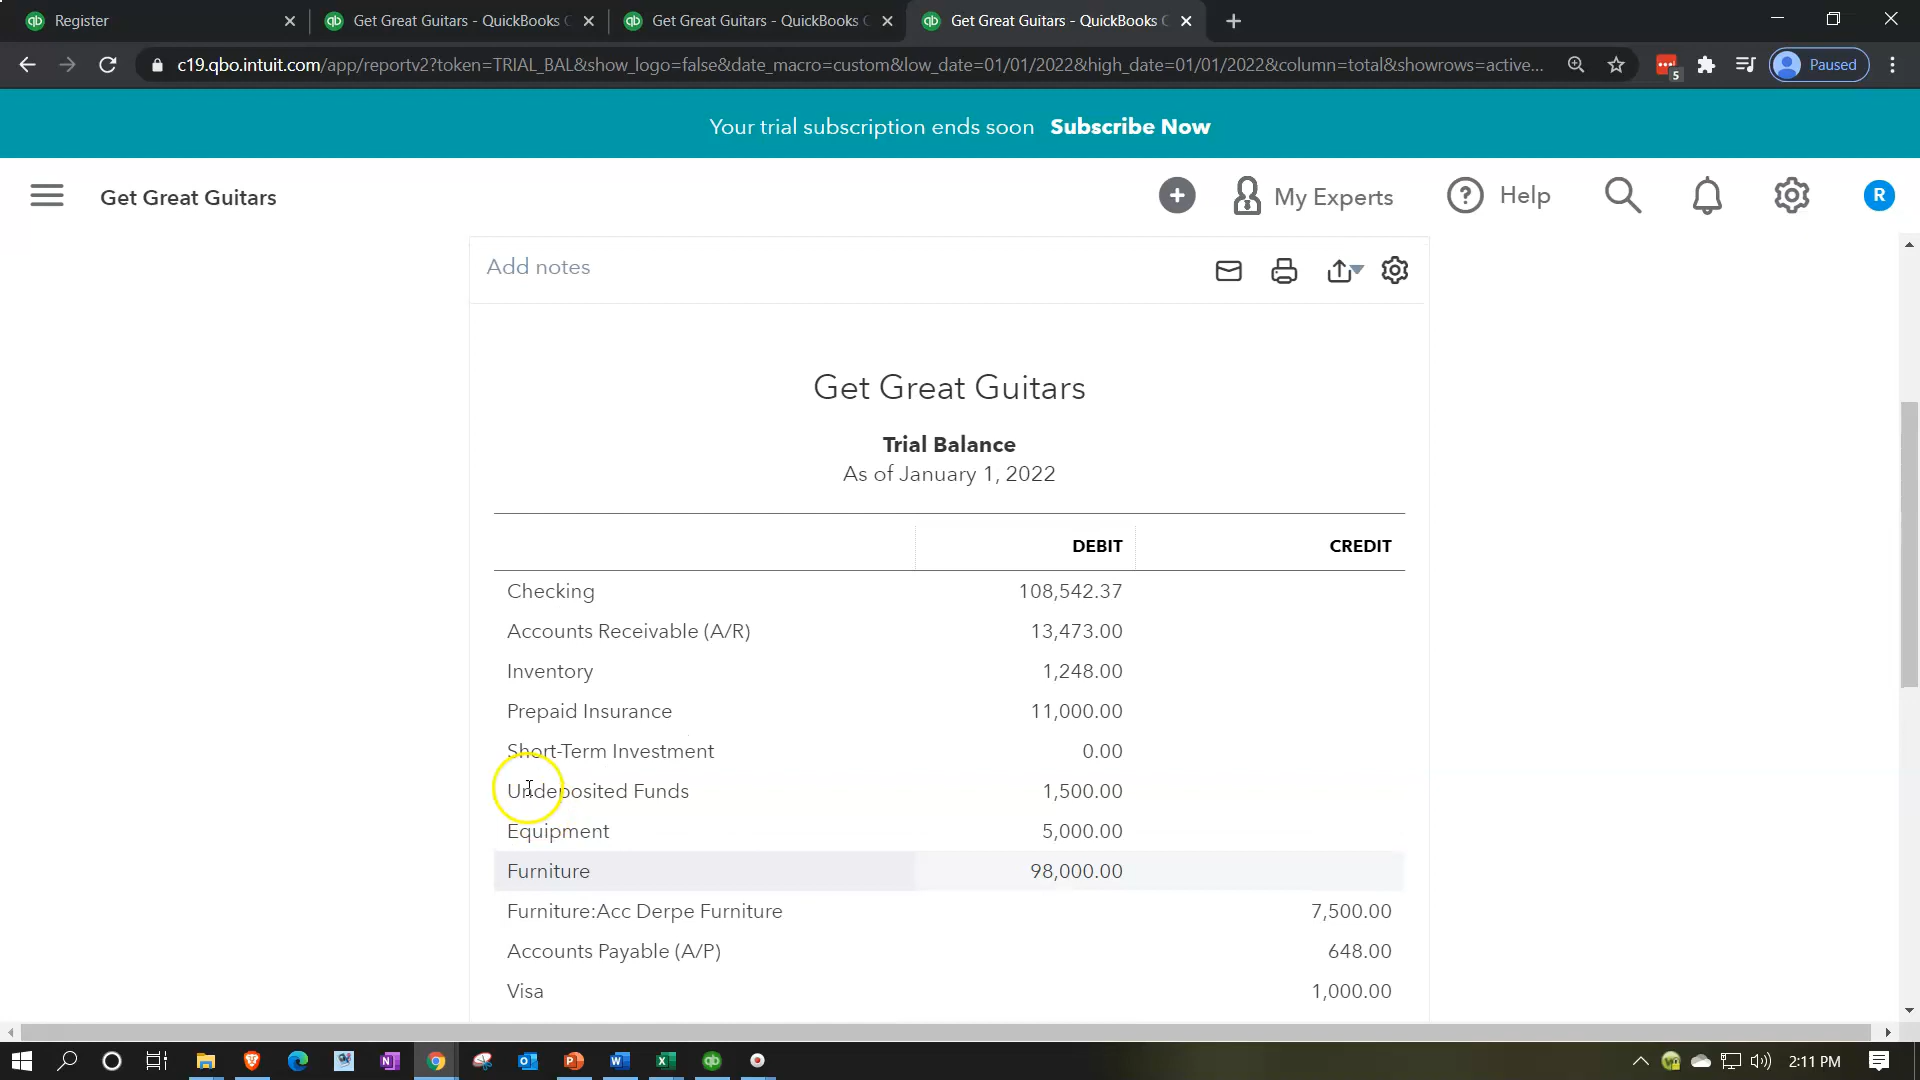 Register
Get Great Guitars - QuickBooks
Get Great Guitars - QuickBooks
Get Great Guitars - QuickBooks
c19.qbo.intuit.com/app/reportv2?token=TRIAL_BAL&show_logo=false&date_macro=custom&low_date=01/01/2022&high_date=01/01/2022&column=total&showrows=active...
5
Paused
Your trial subscription ends soon Subscribe Now
Get Great Guitars
My Experts
Help
R
Add notes
Get Great Guitars
Trial Balance
As of January 1, 2022
DEBIT CREDIT
Checking 108,542.37
Accounts Receivable (A/R) 13,473.00
Inventory 1,248.00
Prepaid Insurance 11,000.00
Short-Term Investment 0.00
Undeposited Funds 1,500.00
Equipment 5,000.00
Furniture 98,000.00
Furniture:Acc Derpe Furniture 7,500.00
Accounts Payable (A/P) 648.00
Visa 1,000.00
2:11 PM